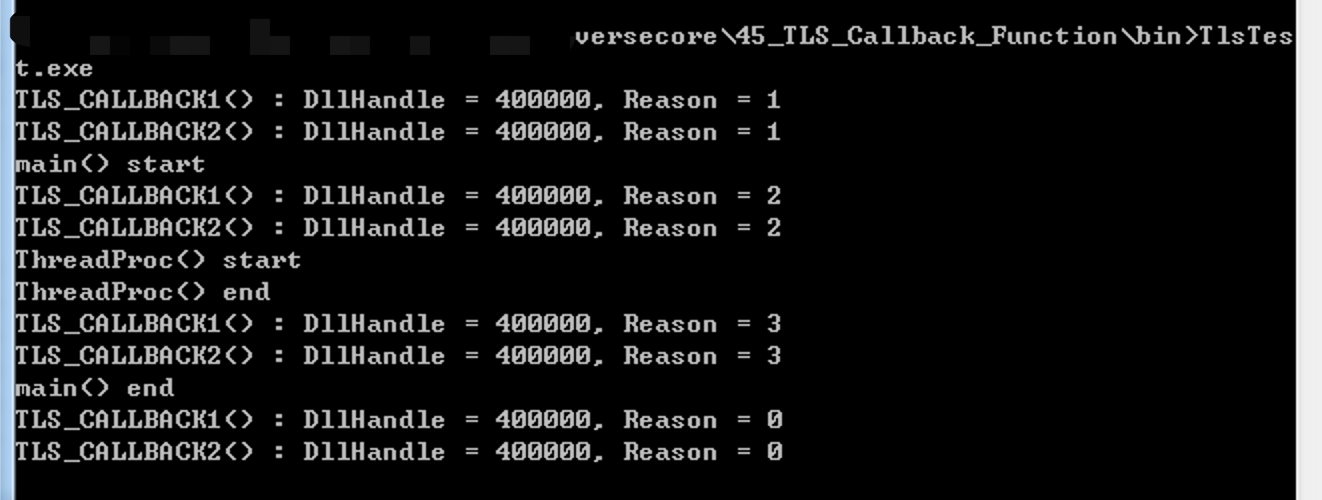 versecore\45_TLS_Callback_Function\bin>TlsTes
t.exe
TLS_CALLBACK1() : DllHandle = 400000, Reason = 1
TLS_CALLBACK2() : DllHandle = 400000, Reason = 1
main() start
TLS_CALLBACK1() : DllHandle = 400000, Reason = 2
TLS_CALLBACK2() : DllHandle = 400000, Reason = 2
ThreadProc() start
ThreadProc() end
TLS_CALLBACK1() : DllHandle = 400000, Reason = 3
TLS_CALLBACK2() : DllHandle = 400000, Reason = 3
main() end
TLS_CALLBACK1() : DllHandle = 400000, Reason = 0
TLS_CALLBACK2() : DllHandle = 400000, Reason = 0